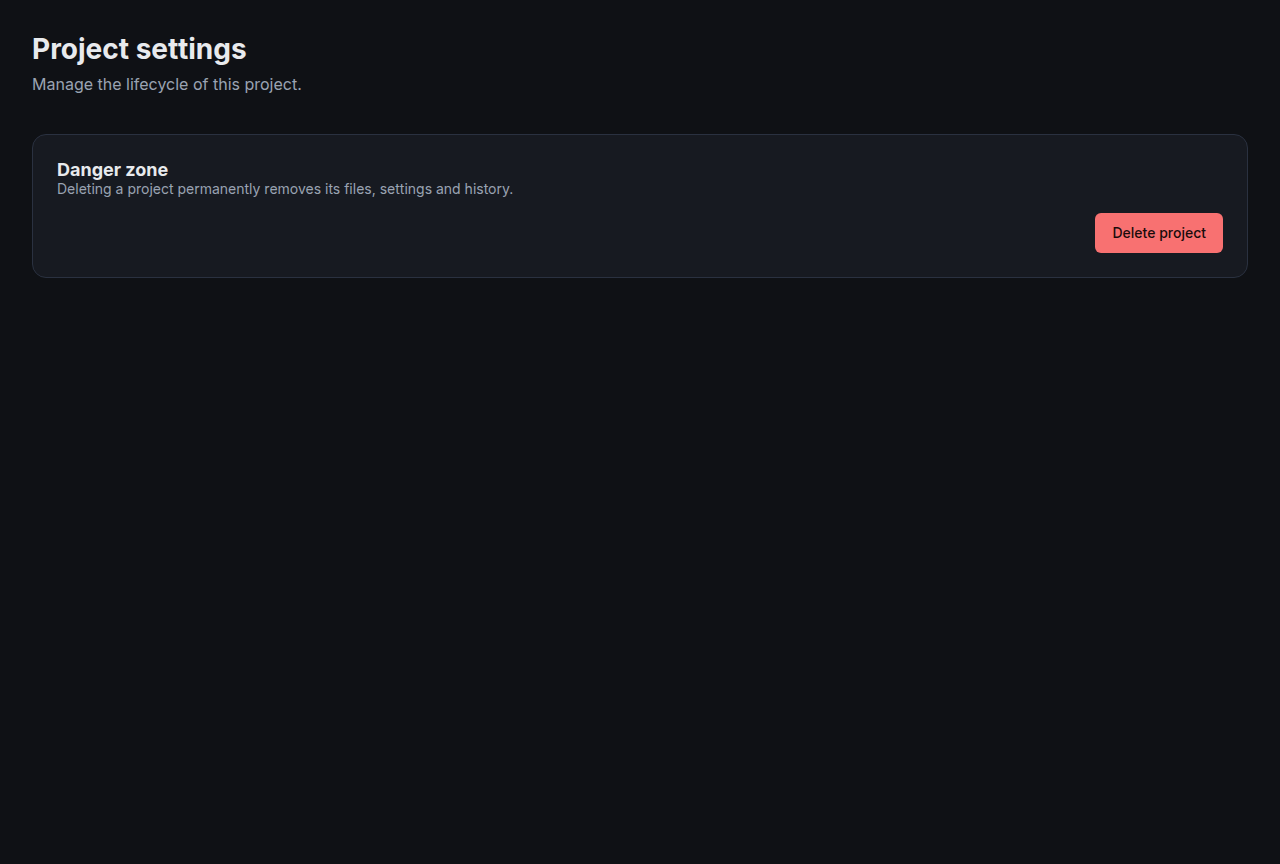 Project settings
Manage the lifecycle of this project.
Danger zone
Deleting a project permanently removes its files, settings and history.
Delete project